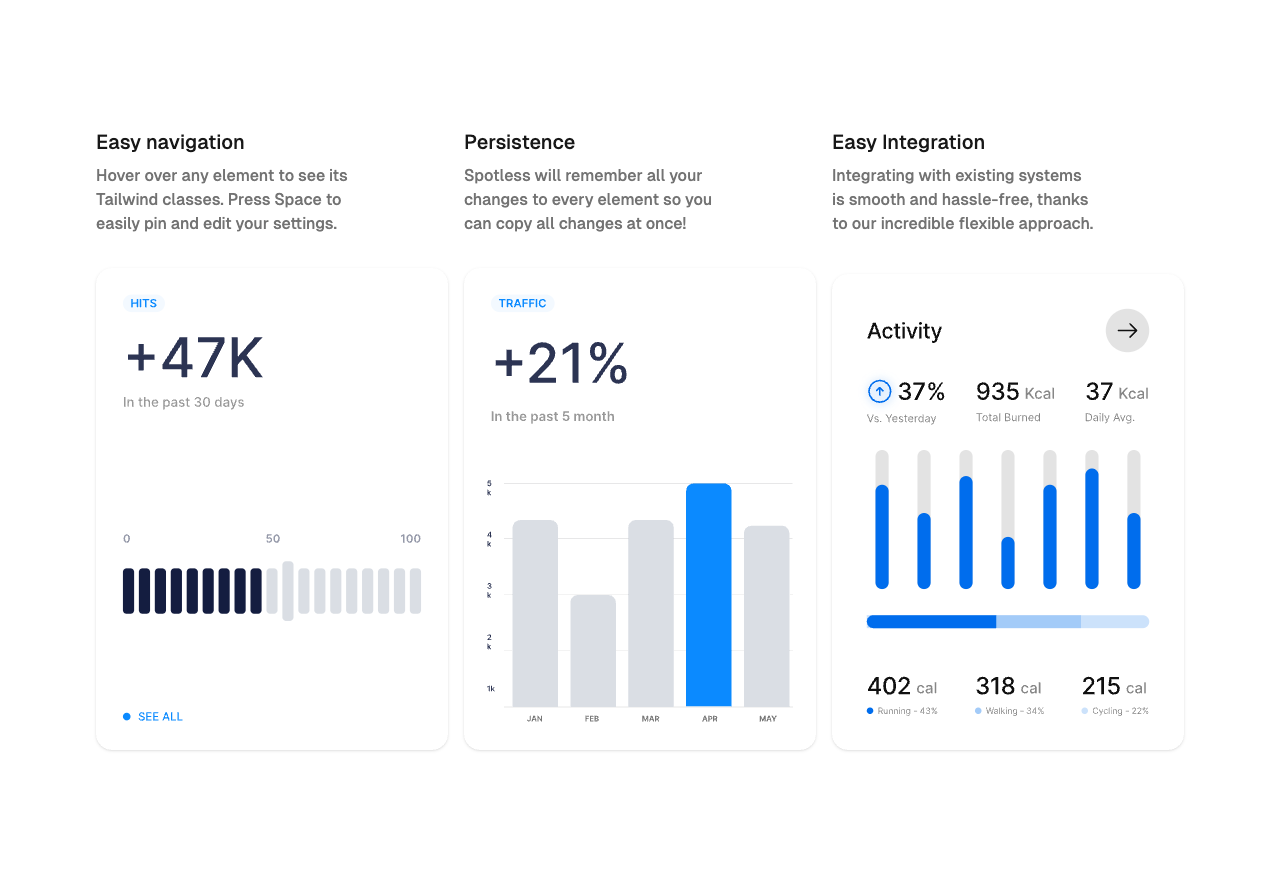 Easy navigation
Hover over any element to see its
Tailwind classes. Press Space to
easily pin and edit your settings.
HITS
+47K
In the past 30 days
0 50 100
SEE ALL
Persistence
Spotless will remember all your
changes to every element so you
can copy all changes at once!
TRAFFIC
+21%
In the past 5 month
5
k
4
k
3
k
2
k
1k
JAN FEB MAR APR MAY
Easy Integration
Integrating with existing systems
is smooth and hassle-free, thanks
to our incredible flexible approach.
Activity
37% 935 Kcal 37 Kcal
Vs. Yesterday Total Burned Daily Avg.
402 cal 318 cal 215 cal
Running - 43% Walking - 34% Cycling - 22%